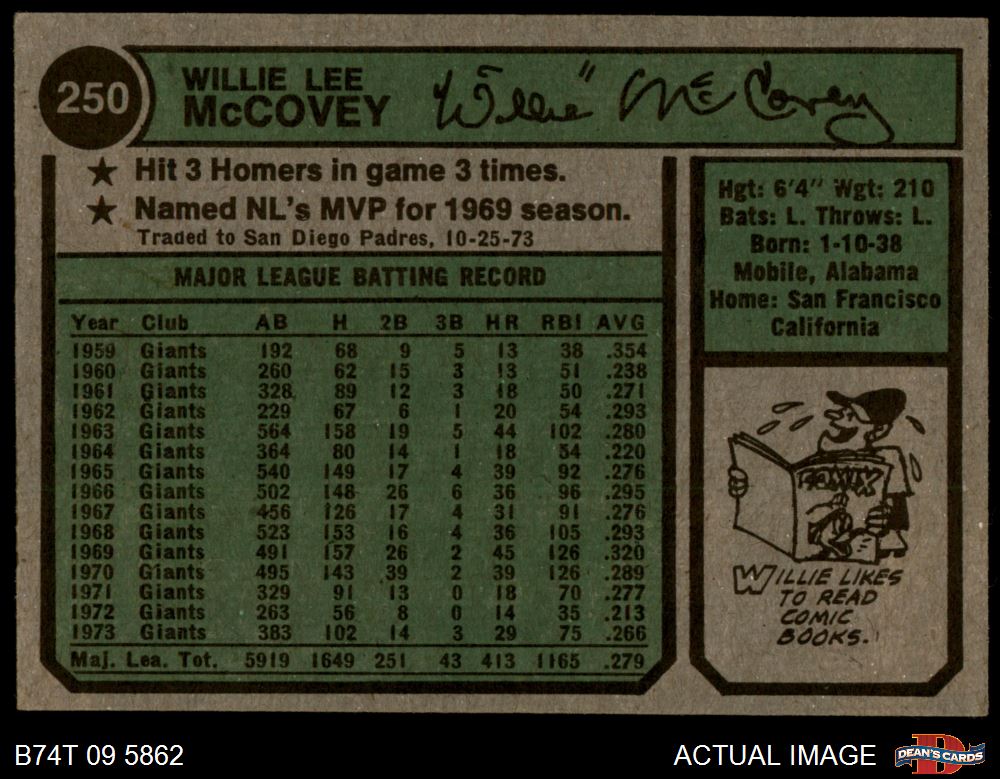 250
WILLIE LEE
McCOVEY
"Willie" McCovey
★ Hit 3 Homers in game 3 times.
★ Named NL's MVP for 1969 season.
Traded to San Diego Padres, 10-25-73
MAJOR LEAGUE BATTING RECORD
Year Club AB H 2B 3B HR RBI AVG
1959 Giants 192 68 9 5 13 38 .354
1960 Giants 260 62 15 3 13 51 .238
1961 Giants 328 89 12 3 18 50 .271
1962 Giants 229 67 6 1 20 54 .293
1963 Giants 564 158 19 5 44 102 .280
1964 Giants 364 80 14 1 18 54 .220
1965 Giants 540 149 17 4 39 92 .276
1966 Giants 502 148 26 6 36 96 .295
1967 Giants 456 126 17 4 31 91 .276
1968 Giants 523 153 16 4 36 105 .293
1969 Giants 491 157 26 2 45 126 .320
1970 Giants 495 143 39 2 39 126 .289
1971 Giants 329 91 13 0 18 70 .277
1972 Giants 263 56 8 0 14 35 .213
1973 Giants 383 102 14 3 29 75 .266
Maj. Lea. Tot. 5919 1649 251 43 413 1165 .279
Hgt: 6'4" Wgt: 210
Bats: L. Throws: L.
Born: 1-10-38
Mobile, Alabama
Home: San Francisco
California
KOMIX
WILLIE LIKES
TO READ
COMIC
BOOKS.
B74T 09 5862
ACTUAL IMAGE
D
DEAN'S CARDS